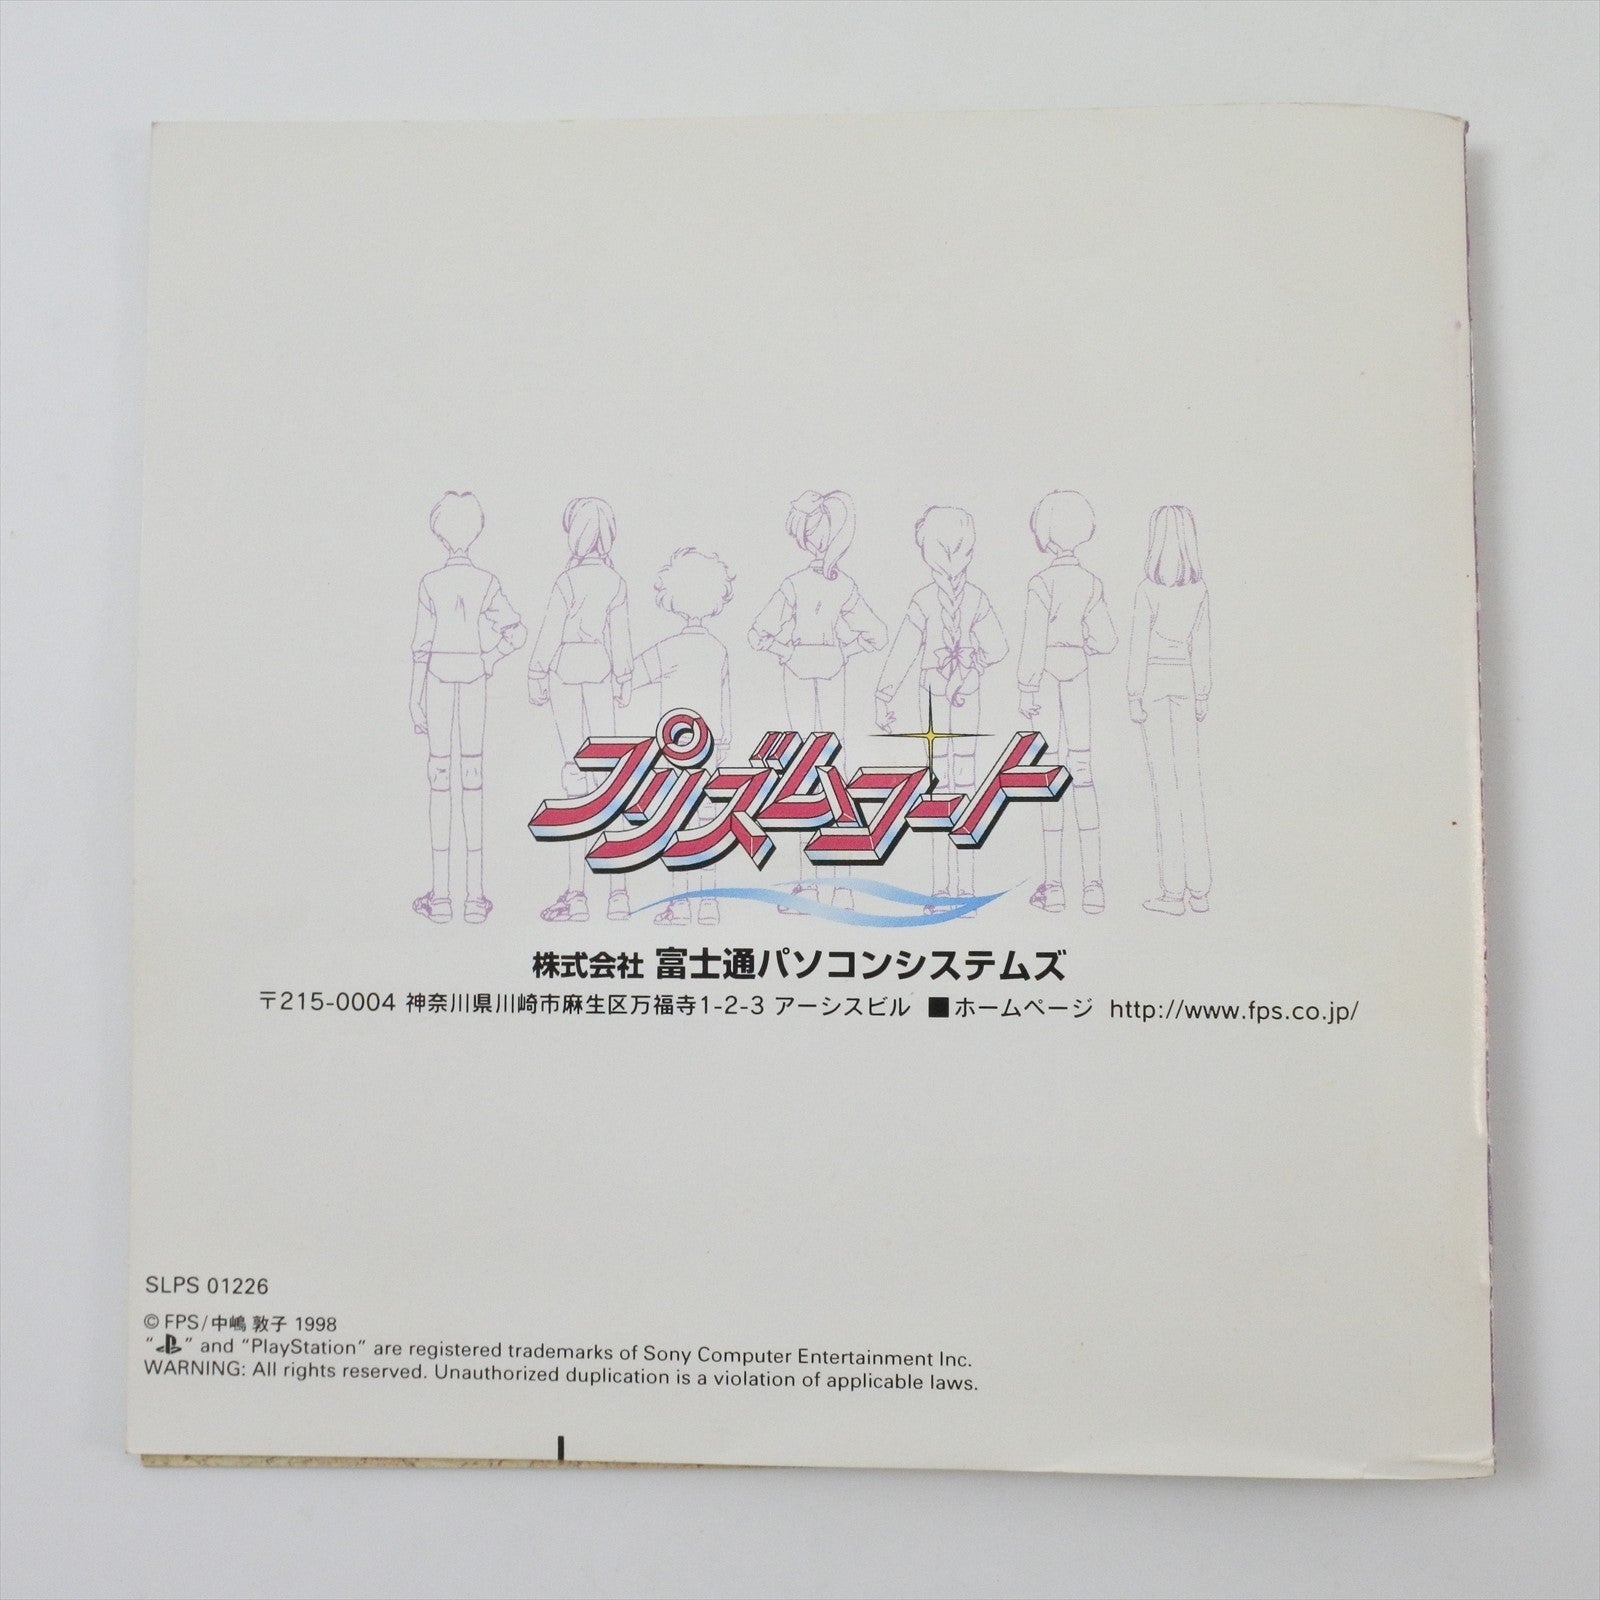 プリズムコート
株式会社 富士通パソコンシステムズ
〒215-0004 神奈川県川崎市麻生区万福寺1-2-3 アーシスビル ■ホームページ http://www.fps.co.jp/
SLPS 01226
© FPS/中嶋 敦子 1998
“ ” and “PlayStation” are registered trademarks of Sony Computer Entertainment Inc.
WARNING: All rights reserved. Unauthorized duplication is a violation of applicable laws.